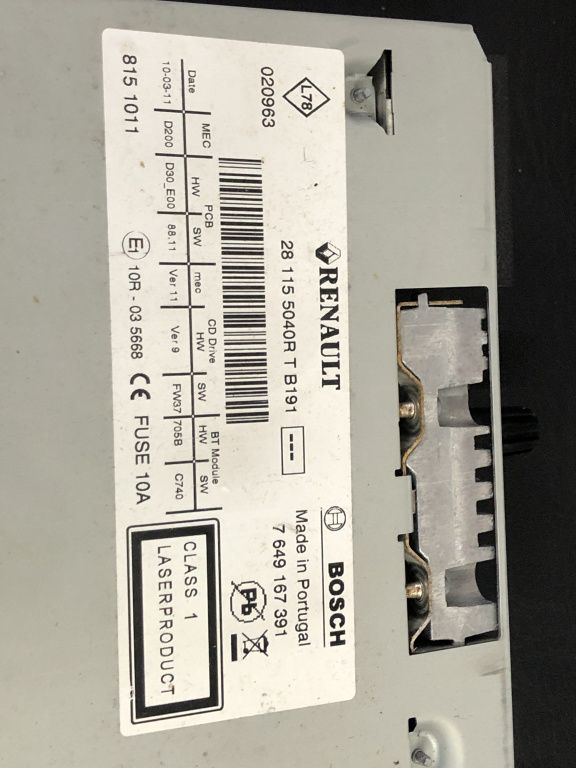 L78
020963
RENAULT
28 115 5040R T B191
---
BOSCH
Made in Portugal
7 649 167 391
Pb
MEC PCB CD Drive BT Module
Date HW SW mec HW SW HW SW
10-03-11 D200 D30_E00 88.11 Ver 11 Ver 9 FW37 705B C740
815 1011
E1 10R - 03 5668 CE FUSE 10A
CLASS 1
LASERPRODUCT